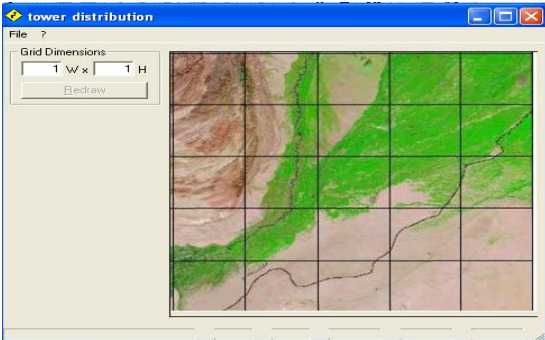 tower distribution
File ?
Grid Dimensions
1 W x 1 H
Redraw